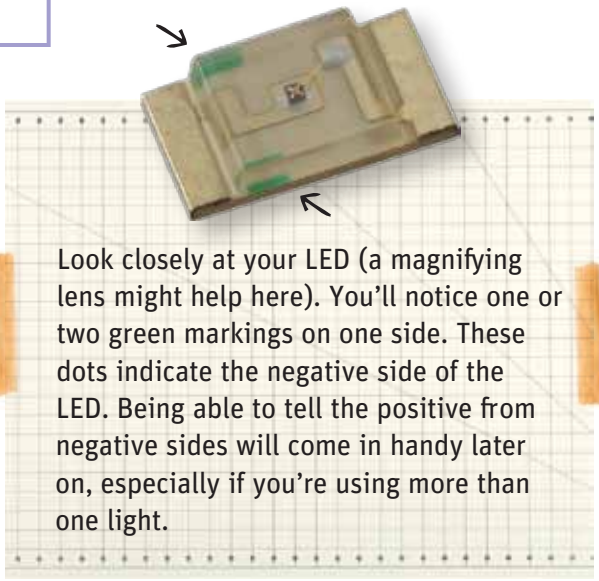 Look closely at your LED (a magnifying
lens might help here). You’ll notice one or
two green markings on one side. These
dots indicate the negative side of the
LED. Being able to tell the positive from
negative sides will come in handy later
on, especially if you’re using more than
one light.